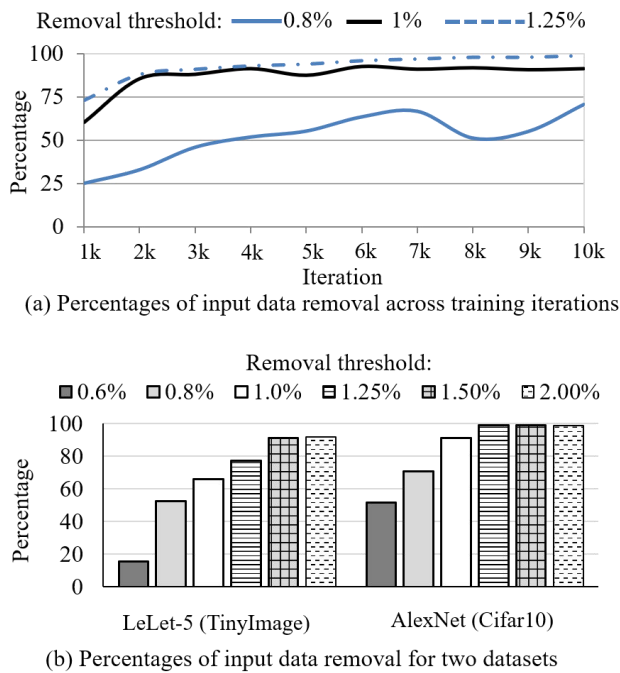 Removal threshold: 0.8% 1% 1.25%
100
75
50
25
0
Percentage
1k 2k 3k 4k 5k 6k 7k 8k 9k 10k
Iteration
(a) Percentages of input data removal across training iterations
Removal threshold:
0.6% 0.8% 1.0% 1.25% 1.50% 2.00%
100
80
60
40
20
0
Percentage
LeLet-5 (TinyImage) AlexNet (Cifar10)
(b) Percentages of input data removal for two datasets